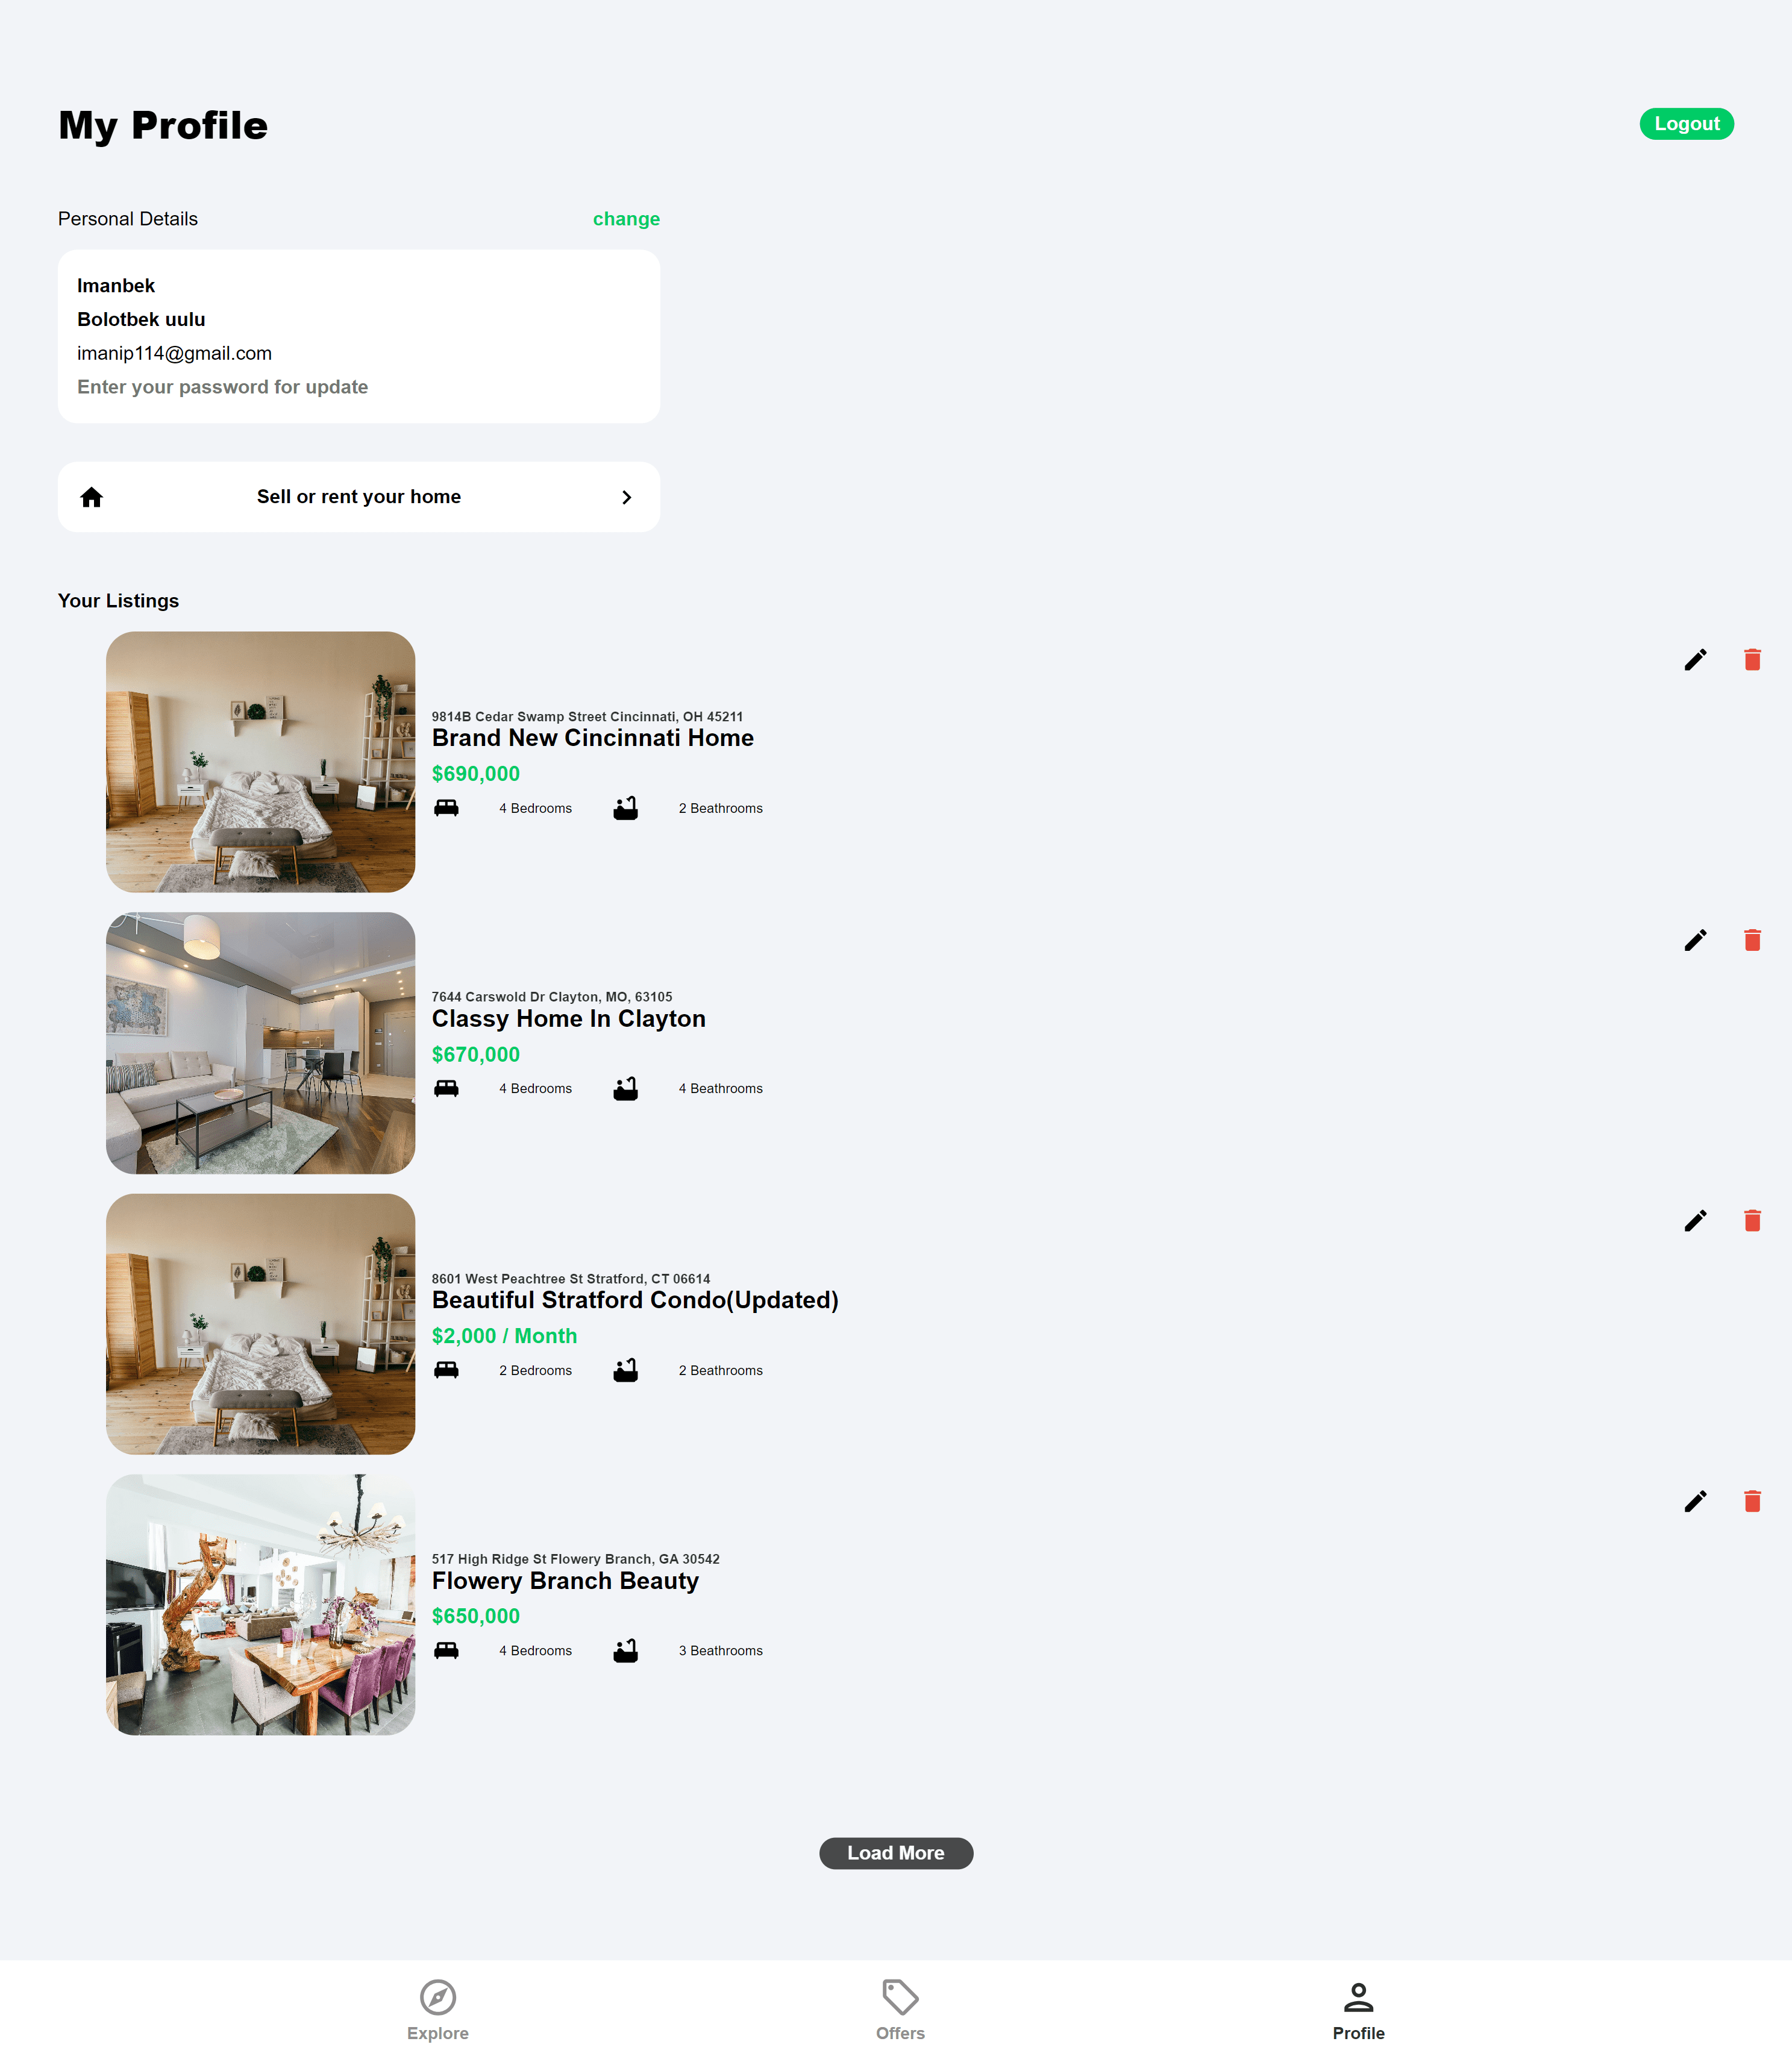 My Profile
Logout
Personal Details
change
Imanbek
Bolotbek uulu
imanip114@gmail.com
Enter your password for update
Sell or rent your home
Your Listings
9814B Cedar Swamp Street Cincinnati, OH 45211
Brand New Cincinnati Home
$690,000
4 Bedrooms 2 Beathrooms
7644 Carswold Dr Clayton, MO, 63105
Classy Home In Clayton
$670,000
4 Bedrooms 4 Beathrooms
8601 West Peachtree St Stratford, CT 06614
Beautiful Stratford Condo(Updated)
$2,000 / Month
2 Bedrooms 2 Beathrooms
517 High Ridge St Flowery Branch, GA 30542
Flowery Branch Beauty
$650,000
4 Bedrooms 3 Beathrooms
Load More
Explore
Offers
Profile